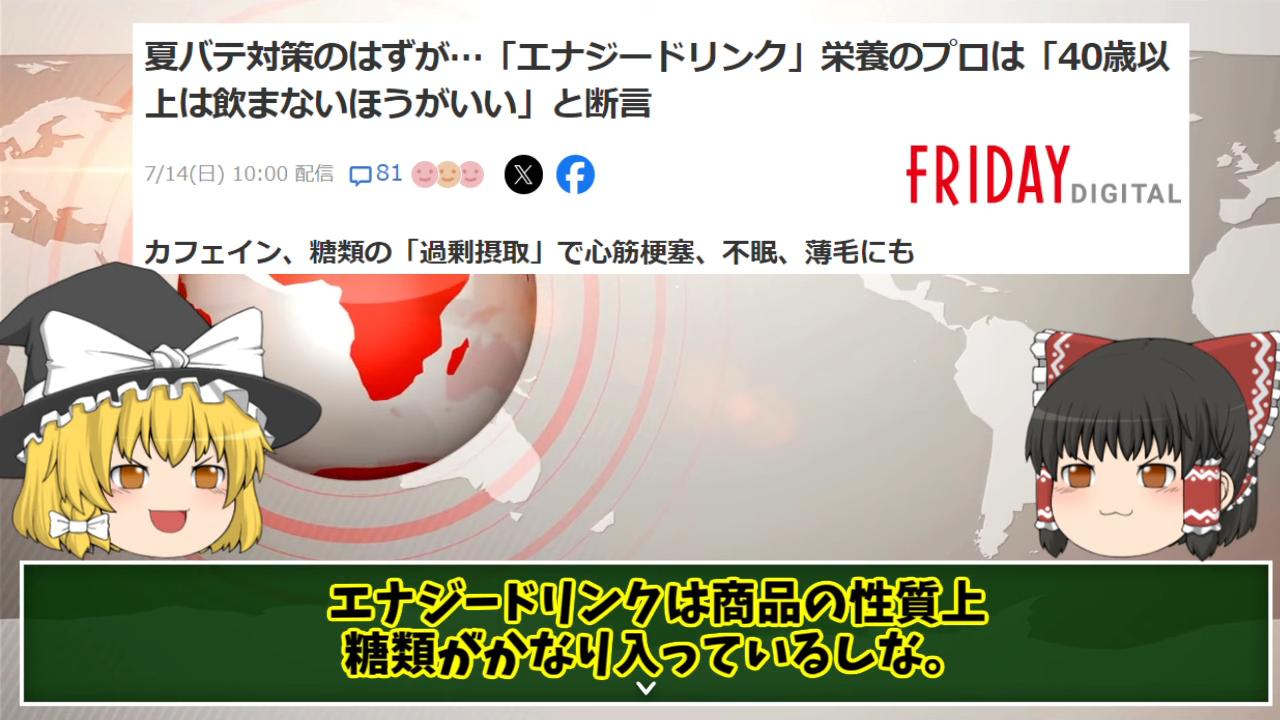 夏バテ対策のはずが…「エナジードリンク」栄養のプロは「40歳以
上は飲まないほうがいい」と断言
7/14(日) 10:00 配信 81
FRIDAY DIGITAL
カフェイン、糖類の「過剰摂取」で心筋梗塞、不眠、薄毛にも
エナジードリンクは商品の性質上
糖類がかなり入っているしな。